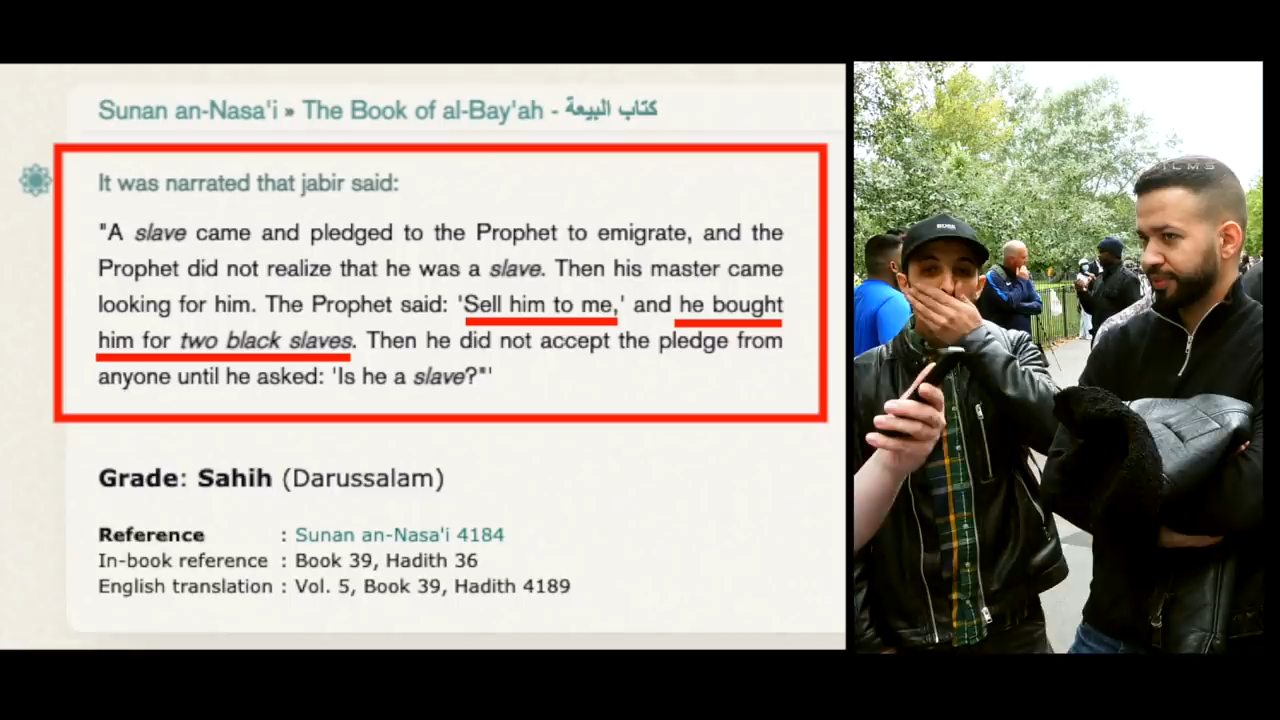 Sunan an-Nasa'i » The Book of al-Bay'ah - كتاب البيعة
It was narrated that jabir said:
"A slave came and pledged to the Prophet to emigrate, and the
Prophet did not realize that he was a slave. Then his master came
looking for him. The Prophet said: 'Sell him to me,' and he bought
him for two black slaves. Then he did not accept the pledge from
anyone until he asked: 'Is he a slave?"'
Grade: Sahih (Darussalam)
Reference : Sunan an-Nasa'i 4184
In-book reference : Book 39, Hadith 36
English translation : Vol. 5, Book 39, Hadith 4189
BOSS